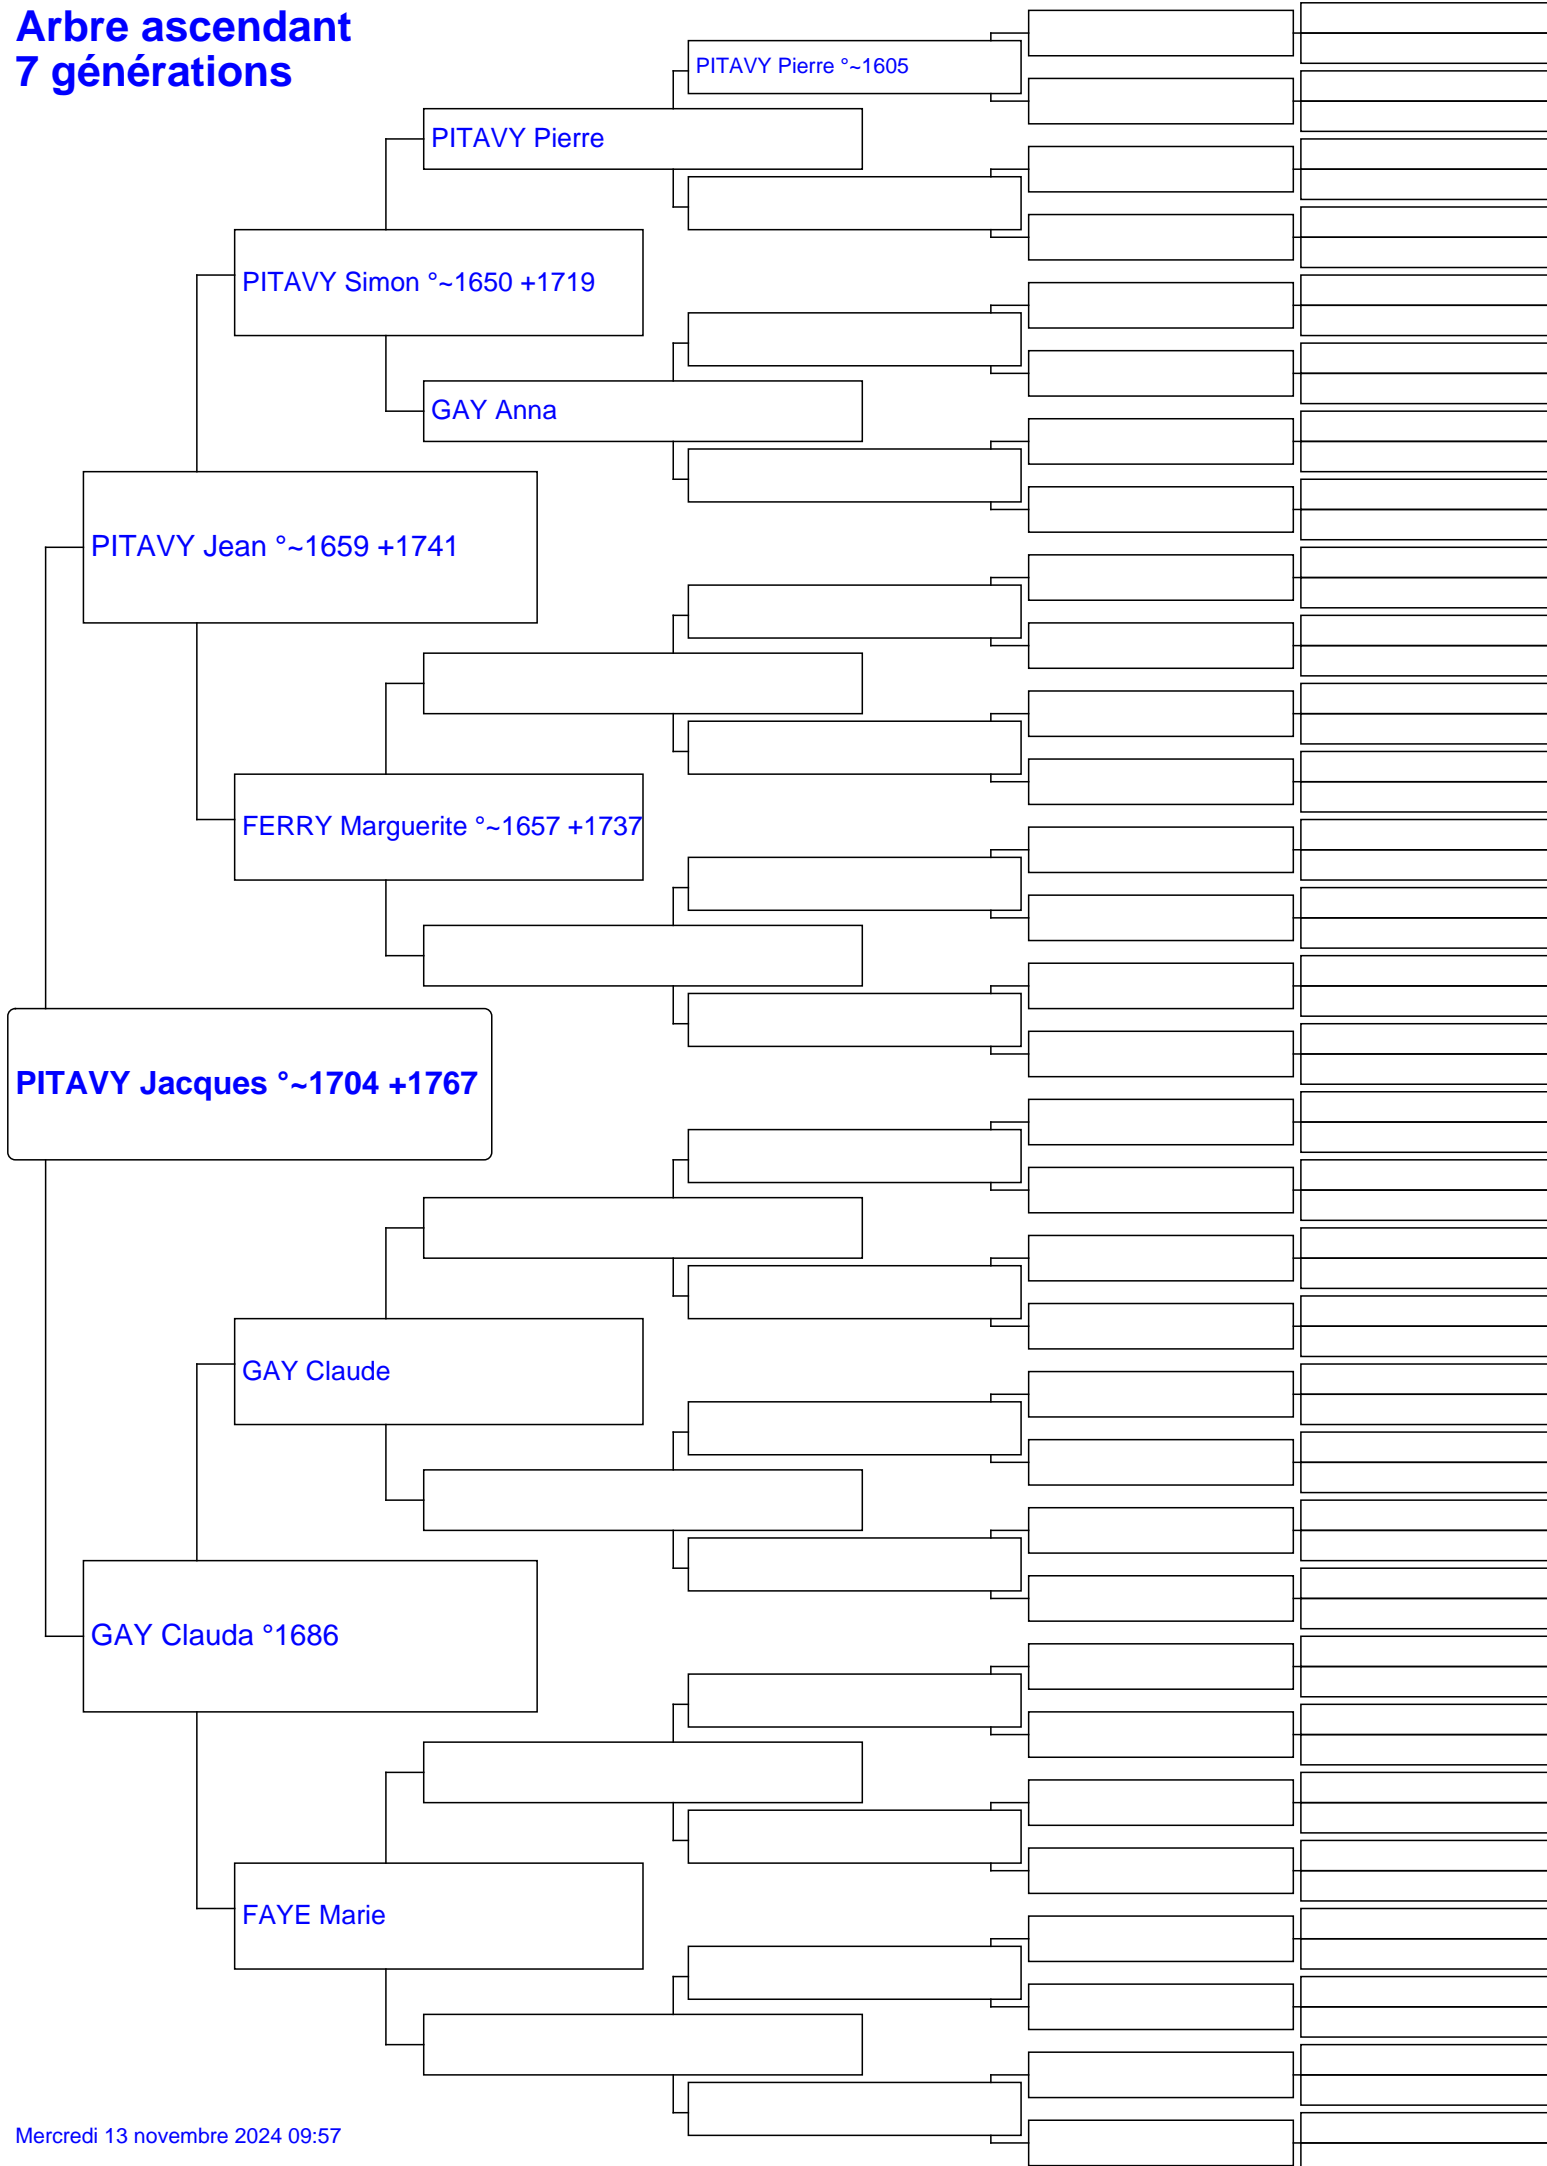 Arbre ascendant
7 générations
PITAVY Pierre °~1605
PITAVY Pierre
PITAVY Simon °~1650 +1719
GAY Anna
PITAVY Jean °~1659 +1741
FERRY Marguerite °~1657 +1737
PITAVY Jacques °~1704 +1767
GAY Claude
GAY Clauda °1686
FAYE Marie
Mercredi 13 novembre 2024 09:57